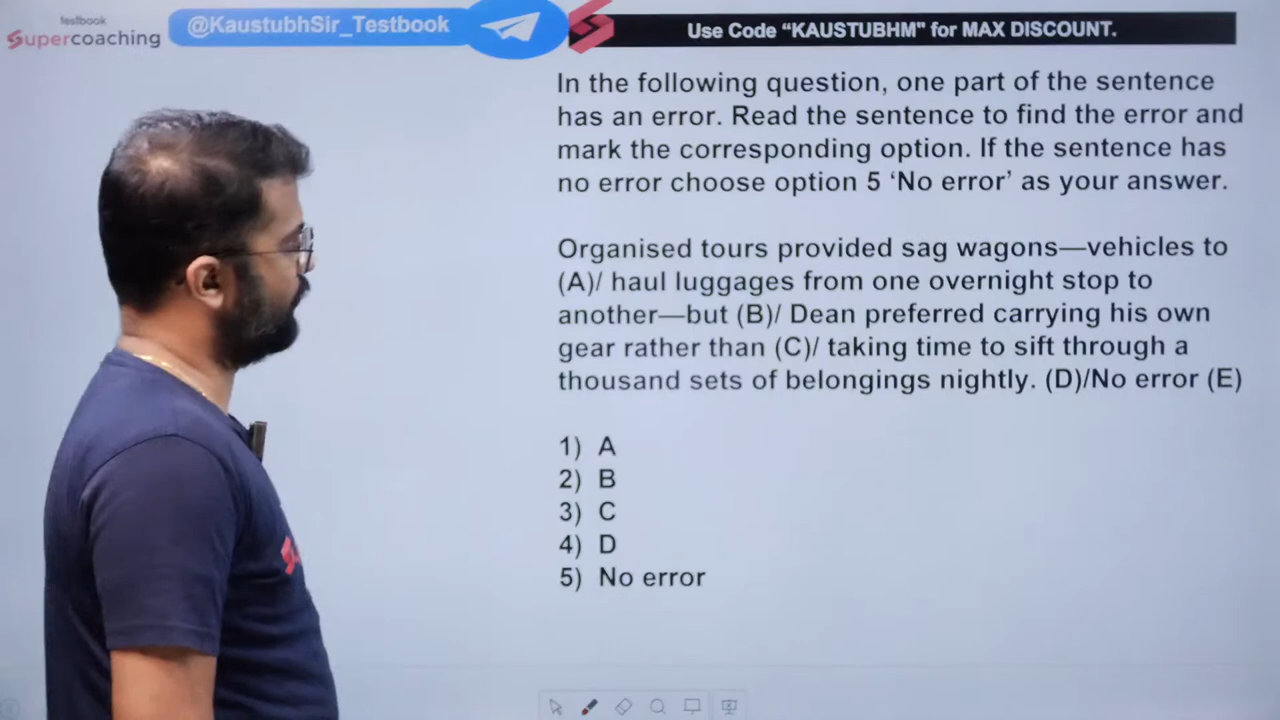 testbook
Supercoaching
@KaustubhSir_Testbook
Use Code “KAUSTUBHM” for MAX DISCOUNT.
In the following question, one part of the sentence
has an error. Read the sentence to find the error and
mark the corresponding option. If the sentence has
no error choose option 5 ‘No error’ as your answer.
Organised tours provided sag wagons—vehicles to
(A)/ haul luggages from one overnight stop to
another—but (B)/ Dean preferred carrying his own
gear rather than (C)/ taking time to sift through a
thousand sets of belongings nightly. (D)/No error (E)
1) A
2) B
3) C
4) D
5) No error